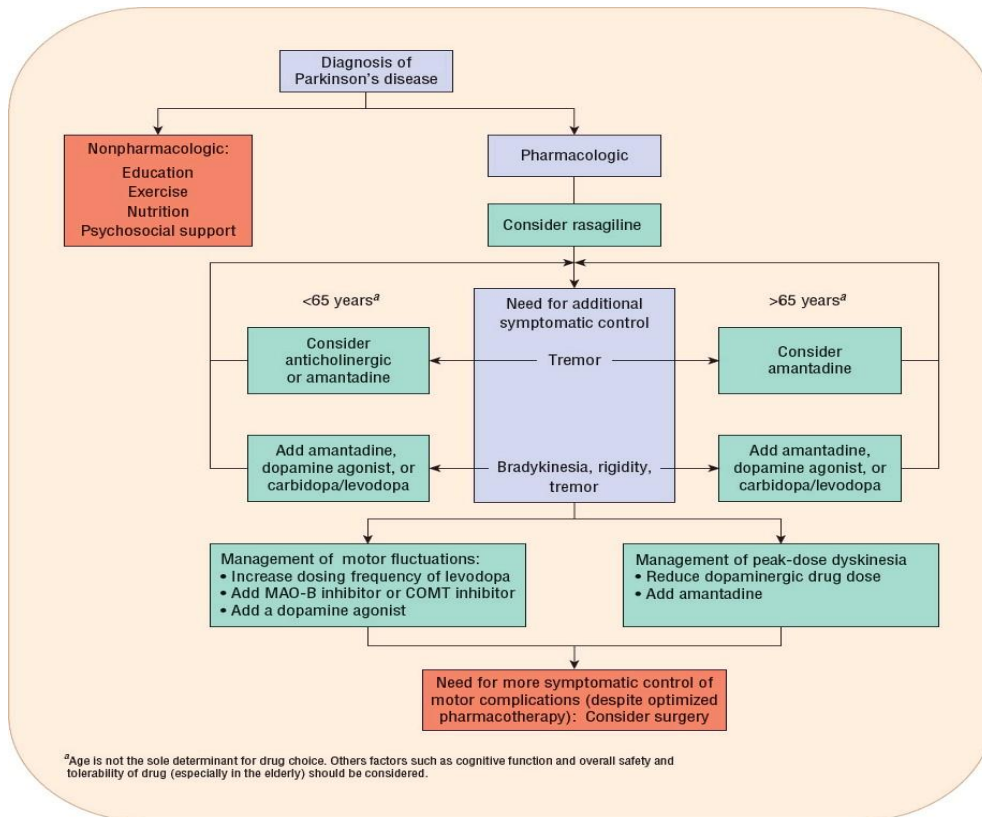 Diagnosis of
Parkinson's disease
Nonpharmacologic:
Education
Exercise
Nutrition
Psychosocial support
Pharmacologic
Consider rasagiline
<65 yearsᵃ
Need for additional
symptomatic control
>65 yearsᵃ
Consider
anticholinergic
or amantadine
Tremor
Consider
amantadine
Add amantadine,
dopamine agonist, or
carbidopa/levodopa
Bradykinesia, rigidity,
tremor
Add amantadine,
dopamine agonist, or
carbidopa/levodopa
Management of motor fluctuations:
• Increase dosing frequency of levodopa
• Add MAO-B inhibitor or COMT inhibitor
• Add a dopamine agonist
Management of peak-dose dyskinesia
• Reduce dopaminergic drug dose
• Add amantadine
Need for more symptomatic control of
motor complications (despite optimized
pharmacotherapy): Consider surgery
ᵃAge is not the sole determinant for drug choice. Others factors such as cognitive function and overall safety and
tolerability of drug (especially in the elderly) should be considered.